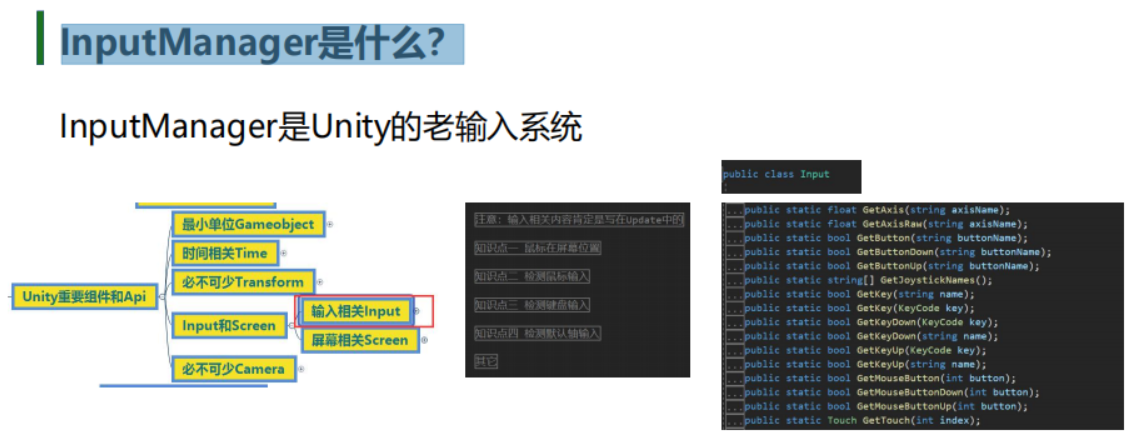 InputManager是什么?
InputManager是Unity的老输入系统
Unity重要组件和Api
最小单位Gameobject
时间相关Time
必不可少Transform
Input和Screen
输入相关Input
屏幕相关Screen
必不可少Camera
注意: 输入相关内容肯定是写在Update中的
知识点一 鼠标在屏幕位置
知识点二 检测鼠标输入
知识点三 检测键盘输入
知识点四 检测默认轴输入
其它
public class Input
...public static float GetAxis(string axisName);
...public static float GetAxisRaw(string axisName);
...public static bool GetButton(string buttonName);
...public static bool GetButtonDown(string buttonName);
...public static bool GetButtonUp(string buttonName);
...public static string[] GetJoystickNames();
...public static bool GetKey(string name);
...public static bool GetKey(KeyCode key);
...public static bool GetKeyDown(KeyCode key);
...public static bool GetKeyDown(string name);
...public static bool GetKeyUp(KeyCode key);
...public static bool GetKeyUp(string name);
...public static bool GetMouseButton(int button);
...public static bool GetMouseButtonDown(int button);
...public static bool GetMouseButtonUp(int button);
...public static Touch GetTouch(int index);